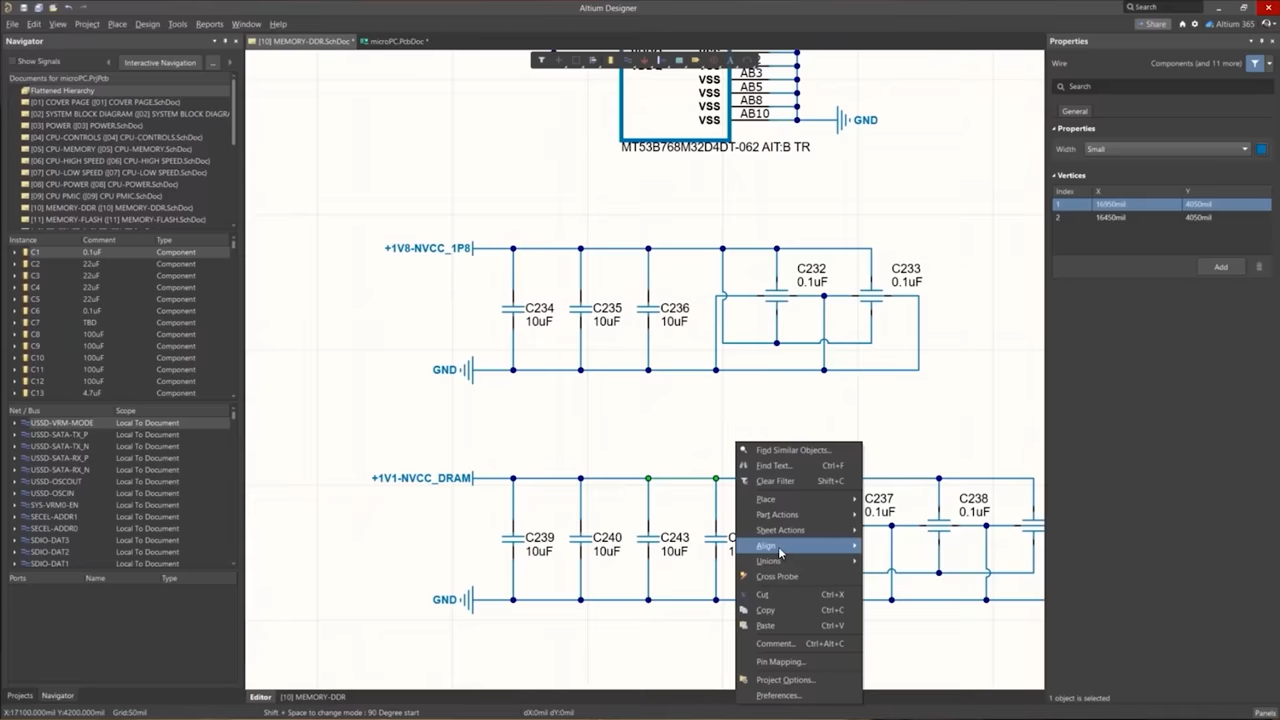 Altium Designer
Search
File Edit View Project Place Design Tools Reports Window Help
Share Altium 365
Navigator
[10] MEMORY-DDR.SchDoc * microPC.PcbDoc *
Properties
Show Signals Interactive Navigation ...
Wire Components (and 11 more)
Documents for microPC.PrjPcb
Flattened Hierarchy
[01] COVER PAGE ([01] COVER PAGE.SchDoc)
[02] SYSTEM BLOCK DIAGRAM ([02] SYSTEM BLOCK DIAGRA
[03] POWER ([03] POWER.SchDoc)
[04] CPU-CONTROLS ([04] CPU-CONTROLS.SchDoc)
[05] CPU-MEMORY ([05] CPU-MEMORY.SchDoc)
[06] CPU-HIGH SPEED ([06] CPU-HIGH SPEED.SchDoc)
[07] CPU-LOW SPEED ([07] CPU-LOW SPEED.SchDoc)
[08] CPU-POWER ([08] CPU-POWER.SchDoc)
[09] CPU PMIC ([09] CPU PMIC.SchDoc)
[10] MEMORY-DDR ([10] MEMORY-DDR.SchDoc)
[11] MEMORY-FLASH ([11] MEMORY-FLASH.SchDoc)
Instance Comment Type
C1 0.1uF Component
C2 22uF Component
C3 22uF Component
C4 22uF Component
C5 22uF Component
C6 0.1uF Component
C7 TBD Component
C8 100uF Component
C9 100uF Component
C10 100uF Component
C11 100uF Component
C12 100uF Component
C13 4.7uF Component
Net / Bus Scope
USSD-VRM-MODE Local To Document
USSD-SATA-TX_P Local To Document
USSD-SATA-TX_N Local To Document
USSD-SATA-RX_P Local To Document
USSD-SATA-RX_N Local To Document
USSD-OSCOUT Local To Document
USSD-OSCIN Local To Document
SYS-VRM0-EN Local To Document
SECEL-ADDR1 Local To Document
SECEL-ADDR0 Local To Document
SDIO-DAT3 Local To Document
SDIO-DAT2 Local To Document
SDIO-DAT1 Local To Document
Ports Name Type
Projects Navigator
VSS AB3
VSS AB5
VSS AB8
VSS AB10
GND
MT53B768M32D4DT-062 AIT:B TR
+1V8-NVCC_1P8
C232
0.1uF
C233
0.1uF
C234
10uF
C235
10uF
C236
10uF
GND
+1V1-NVCC_DRAM
C237
0.1uF
C238
0.1uF
C239
10uF
C240
10uF
C243
10uF
GND
Find Similar Objects...
Find Text... Ctrl+F
Clear Filter Shift+C
Place
Part Actions
Sheet Actions
Align
Unions
Cross Probe
Cut Ctrl+X
Copy Ctrl+C
Paste Ctrl+V
Comment... Ctrl+Alt+C
Pin Mapping...
Project Options...
Preferences...
Search
General
Properties
Width Small
Vertices
Index X Y
1 16950mil 4050mil
2 16450mil 4050mil
Add
1 object is selected
Editor [10] MEMORY-DDR
X:17100.000mil Y:4200.000mil Grid:50mil Shift + Space to change mode : 90 Degree start dX:0mil dY:0mil
Panels